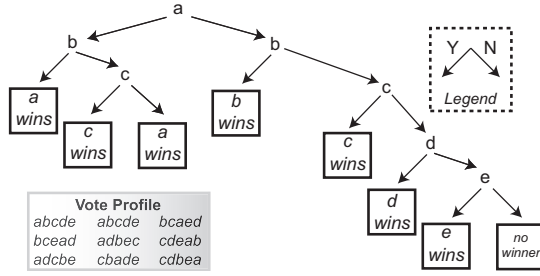 a
b
b
Y N
c
c
Legend
a
wins
b
wins
c
wins
a
wins
c
wins
d
d
wins
e
e
wins
no
winner
Vote Profile
abcde abcde bcaed
bcead adbec cdeab
adcbe cbade cdbea